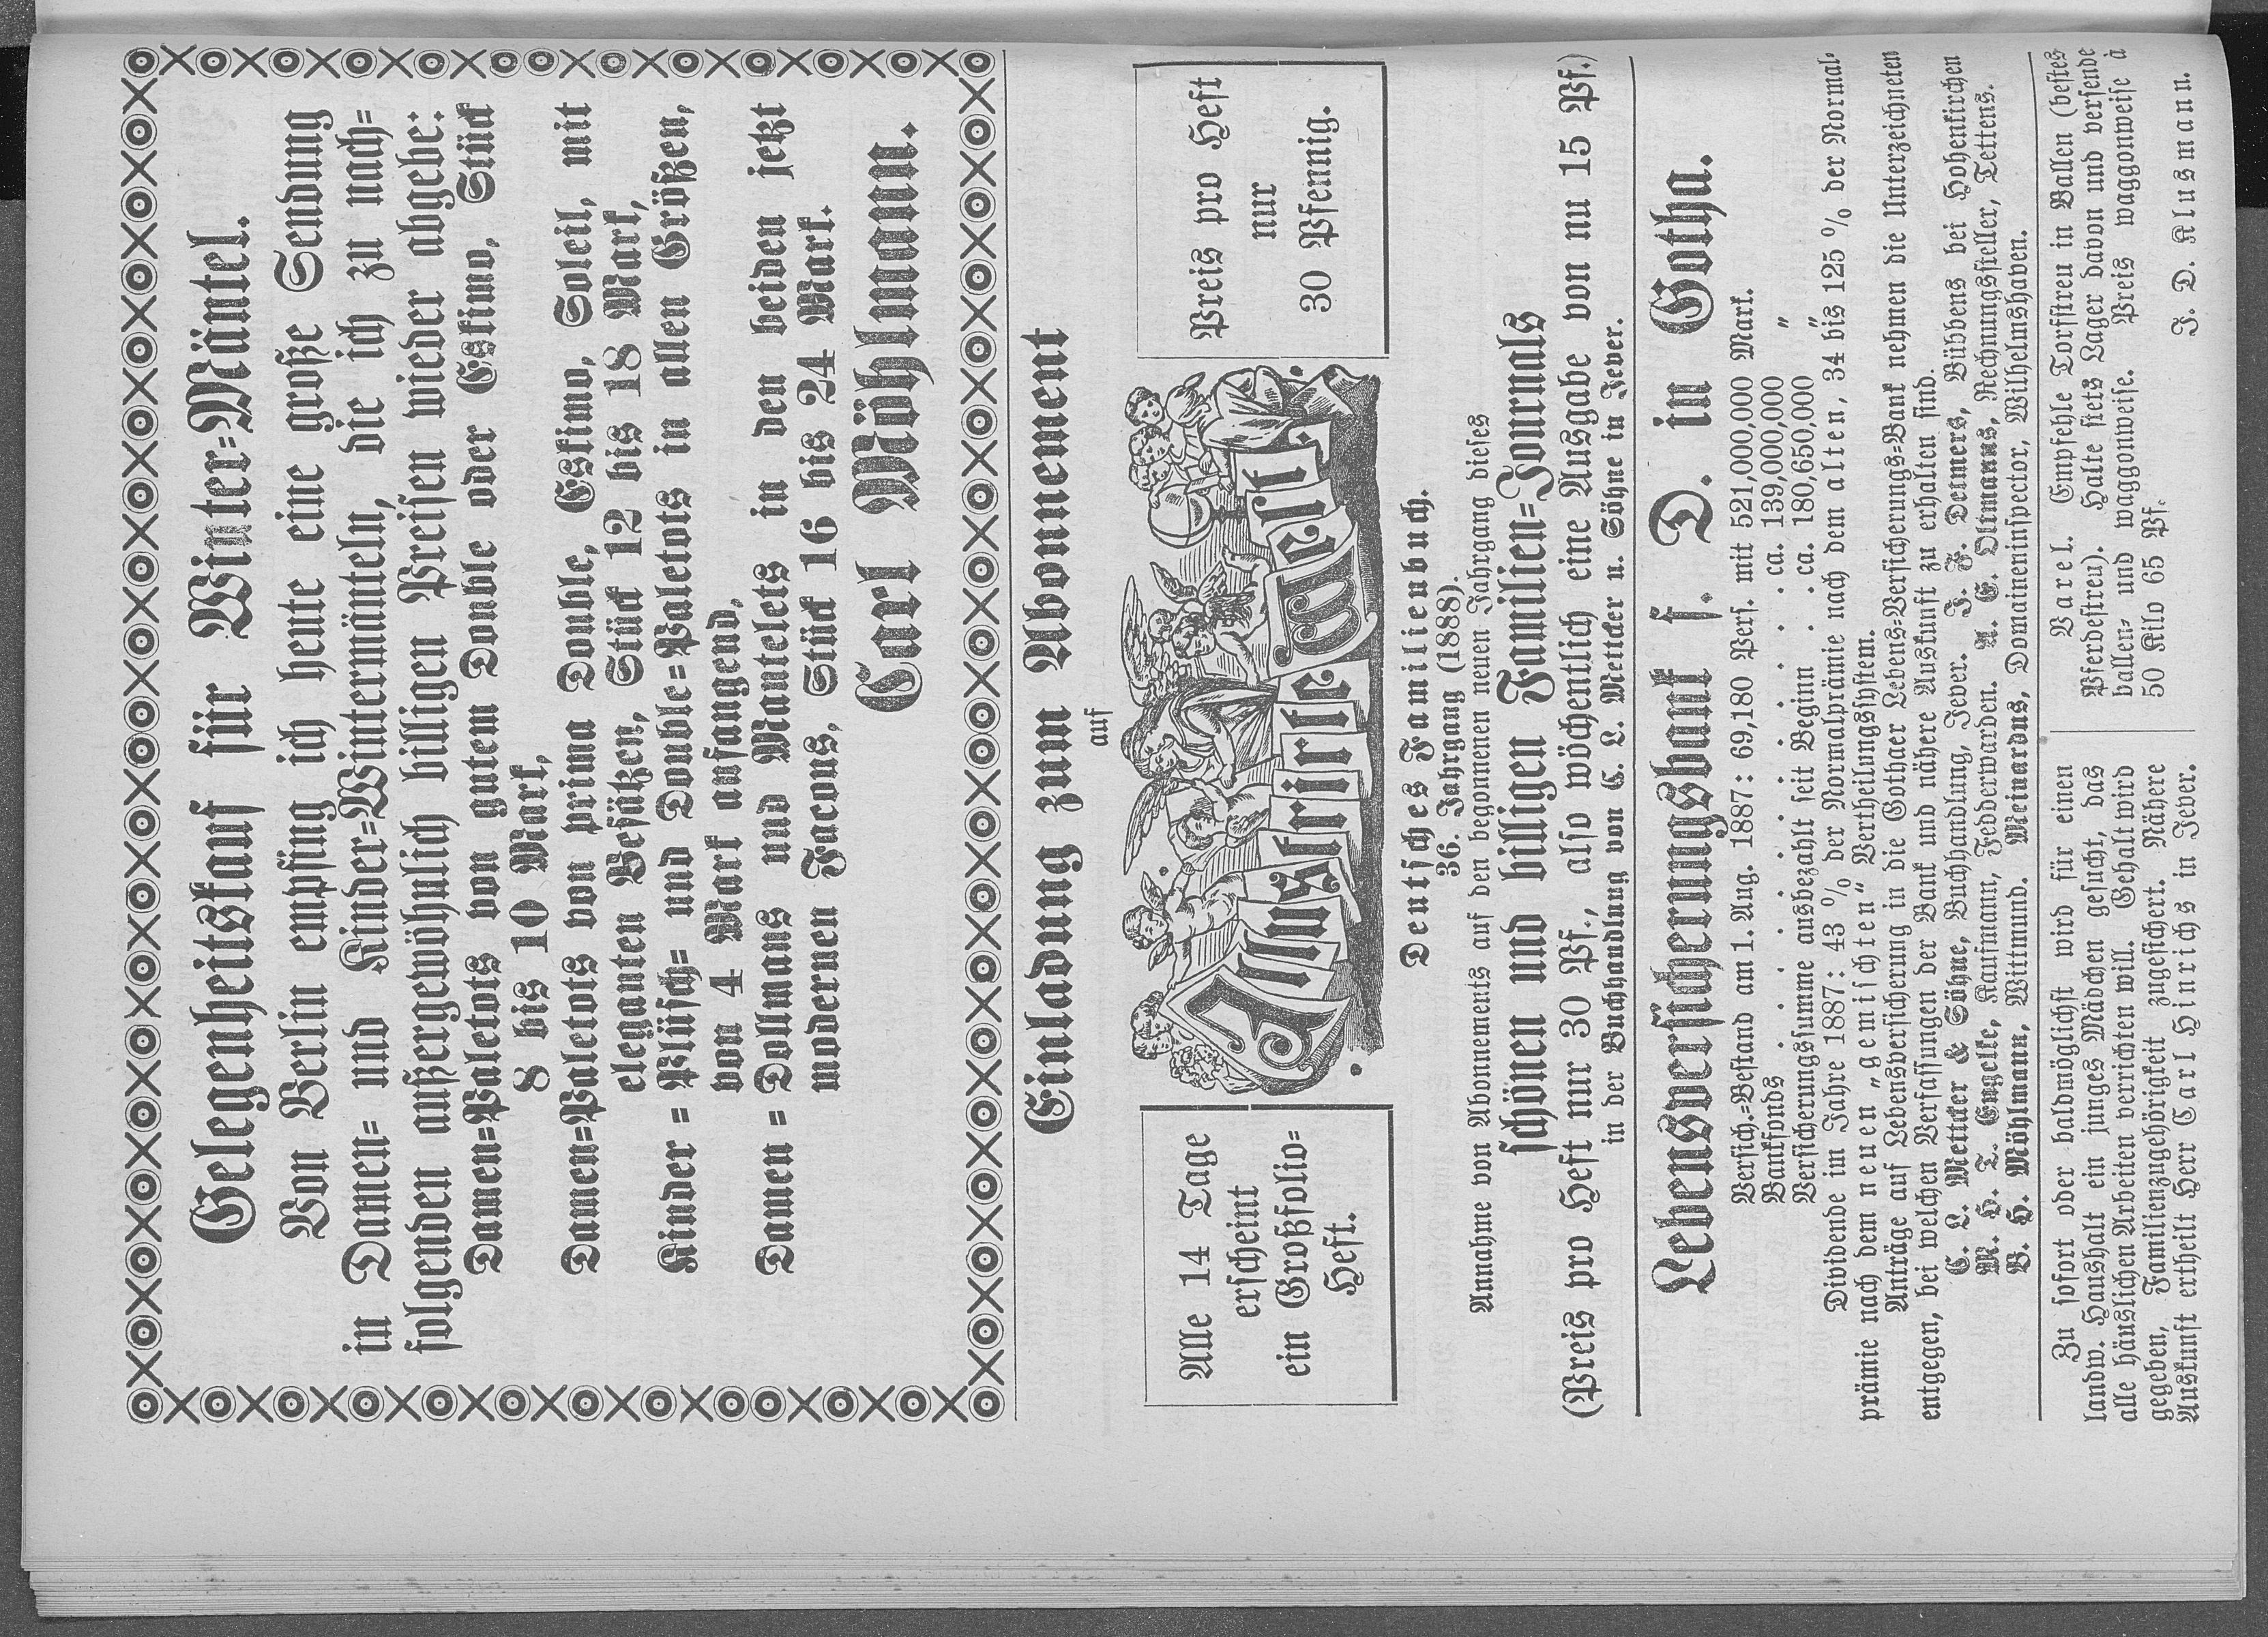 Gelegenheitskauf für Winter=Mäntel.
Von Berlin empfing ich heute eine große Sendung
in Damen= und Kinder=Wintermänteln, die ich zu nach=
folgenden außergewöhnlich billigen Preisen wieder abgebe:
Damen=Paletots von gutem Double oder Eskimo, Stück
8 bis 10 Mark,
Damen=Paletots von prima Double, Eskimo, Soleil, mit
eleganten Besätzen, Stück 12 bis 18 Mark,
Kinder = Plüsch= und Double=Paletots in allen Größen,
von 4 Mark anfangend,
Damen = Dollmans und Mantelets in den beiden jetzt
modernen Facons, Stück 16 bis 24 Mark.
Carl Möhlmann.
Einladung zum Abonnement
auf
Alle 14 Tage
erscheint
ein Großfolio=
Heft.
Illustrirte Welt.
Preis pro Heft
nur
30 Pfennig.
Deutsches Familienbuch.
36. Jahrgang (1888).
Annahme von Abonnements auf den begonnenen neuen Jahrgang dieses
schönen und billigen Familien=Journals
(Preis pro Heft nur 30 Pf., also wöchentlich eine Ausgabe von nu 15 Pf.)
in der Buchhandlung von C. L. Mettcker u. Söhne in Jever.
Lebensversicherungsbank f. D. in Gotha.
Versich.=Bestand am 1. Aug. 1887: 69,180 Pers. mit 521,000,000 Mark.
Bankfonds . . . . . . . . . . ca. 139,000,000 "
Versicherungssumme ausbezahlt seit Beginn . . ca. 180,650,000 "
Dividende im Jahre 1887: 43 % der Normalprämie nach dem alten, 34 bis 125 % der Normal=
prämie nach dem neuen „gemischten" Vertheilungssystem.
Anträge auf Lebensversicherung in die Gothaer Lebens=Versicherungs=Bank nehmen die Unterzeichneten
entgegen, bei welchen Verfassungen der Bank und nähere Auskunft zu erhalten sind.
C. L. Mettker & Söhne, Buchhandlung, Jever. J. F. Detmers, Bübbens bei Hohenkirchen
M. H. T. Engelke, Kaufmann, Fedderwarden. A. E. Oltmanns, Rechnungssteller, Tettens.
B. H. Möhlmann, Wittmund. Meinardus, Domaineninspector, Wilhelmshaven.
Zu sofort oder baldmöglichst wird für einen
landw. Haushalt ein junges Mädchen gesucht, das
alle häuslichen Arbeiten verrichten will. Gehalt wird
gegeben, Familienzugehörigkeit zugesichert. Nähere
Auskunft ertheilt Herr Carl Hinrichs in Jever.
Varel. Empfehle Torfstreu in Ballen (bestes
Pferdestreu). Halte stets Lager davon und versende
ballen= und waggonweise. Preis waggonweise à
50 Kilo 65 Pf.
J. D. Klusmann.